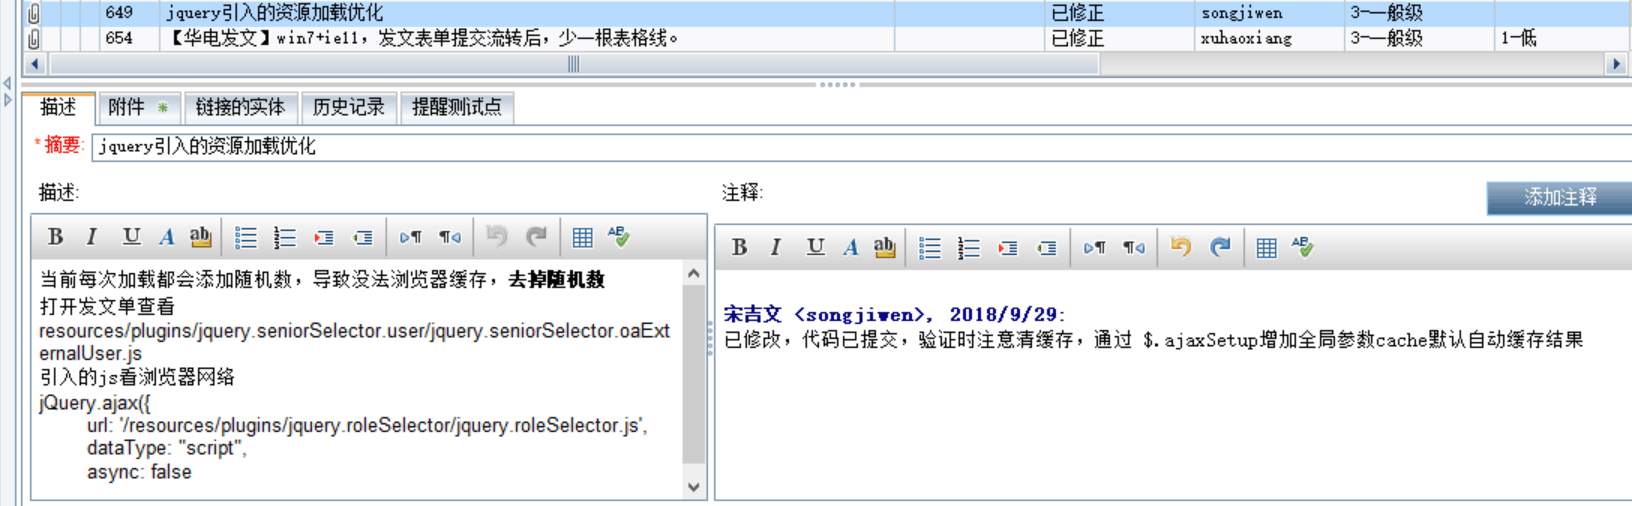 649 jquery引入的资源加载优化 已修正 songjiwen 3-一般级
654 【华电发文】win7+ie11，发文表单提交流转后，少一根表格线。 已修正 xuhaoxiang 3-一般级 1-低
描述 附件 * 链接的实体 历史记录 提醒测试点
*摘要: jquery引入的资源加载优化
描述:
B I U A ab
当前每次加载都会添加随机数，导致没法浏览器缓存，去掉随机数
打开发文单查看
resources/plugins/jquery.seniorSelector.user/jquery.seniorSelector.oaExt
ernalUser.js
引入的js看浏览器网络
jQuery.ajax({
url: '/resources/plugins/jquery.roleSelector/jquery.roleSelector.js',
dataType: "script",
async: false
注释: 添加注释
B I U A ab
宋吉文 <songjiwen>, 2018/9/29:
已修改，代码已提交，验证时注意清缓存，通过 $.ajaxSetup增加全局参数cache默认自动缓存结果